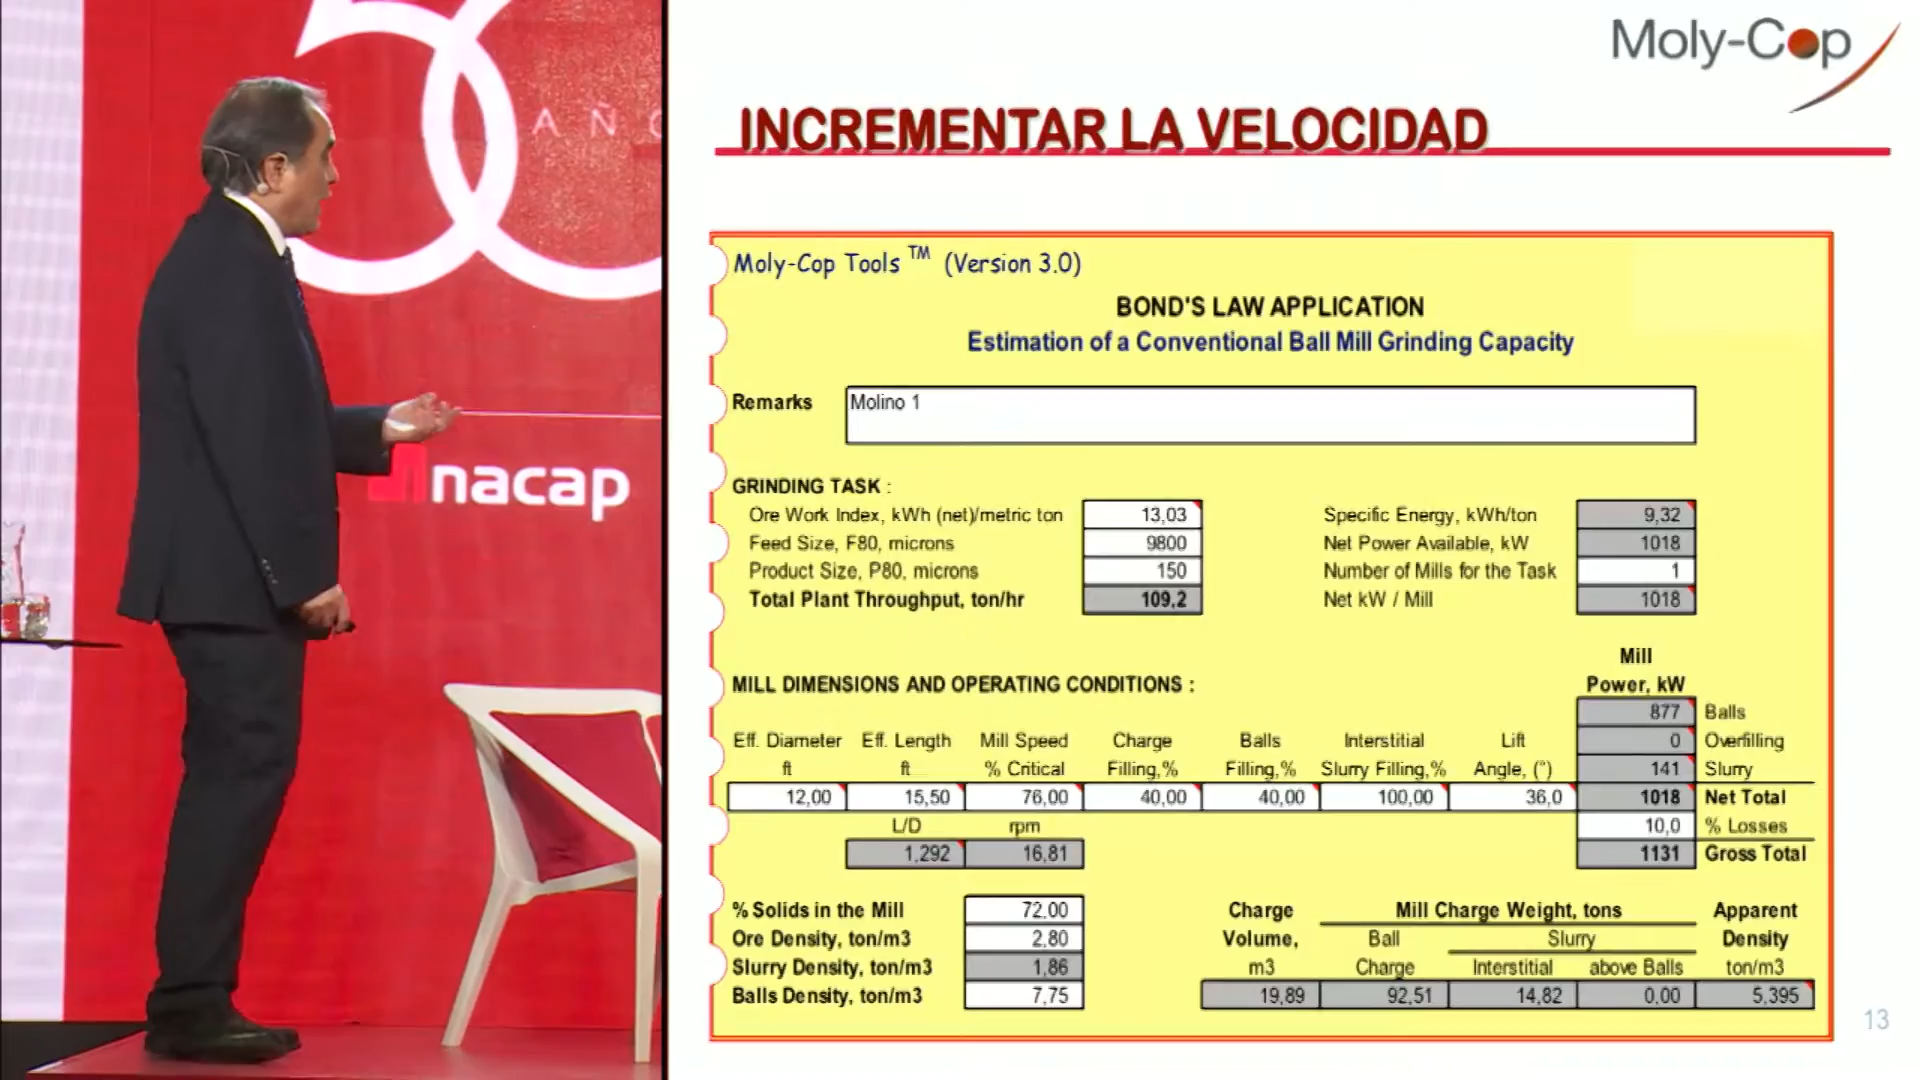 50
AÑO
inacap
Moly-Cop
INCREMENTAR LA VELOCIDAD
Moly-Cop Tools TM (Version 3.0)
BOND'S LAW APPLICATION
Estimation of a Conventional Ball Mill Grinding Capacity
Remarks Molino 1
GRINDING TASK :
Ore Work Index, kWh (net)/metric ton 13,03 Specific Energy, kWh/ton 9,32
Feed Size, F80, microns 9800 Net Power Available, kW 1018
Product Size, P80, microns 150 Number of Mills for the Task 1
Total Plant Throughput, ton/hr 109,2 Net kW / Mill 1018
Mill
MILL DIMENSIONS AND OPERATING CONDITIONS : Power, kW
877 Balls
Eff. Diameter Eff. Length Mill Speed Charge Balls Interstitial Lift 0 Overfilling
ft ft % Critical Filling,% Filling,% Slurry Filling,% Angle, (°) 141 Slurry
12,00 15,50 76,00 40,00 40,00 100,00 36,0 1018 Net Total
L/D rpm 10,0 % Losses
1,292 16,81 1131 Gross Total
% Solids in the Mill 72,00 Charge Mill Charge Weight, tons Apparent
Ore Density, ton/m3 2,80 Volume, Ball Slurry Density
Slurry Density, ton/m3 1,86 m3 Charge Interstitial above Balls ton/m3
Balls Density, ton/m3 7,75 19,89 92,51 14,82 0,00 5,395
13